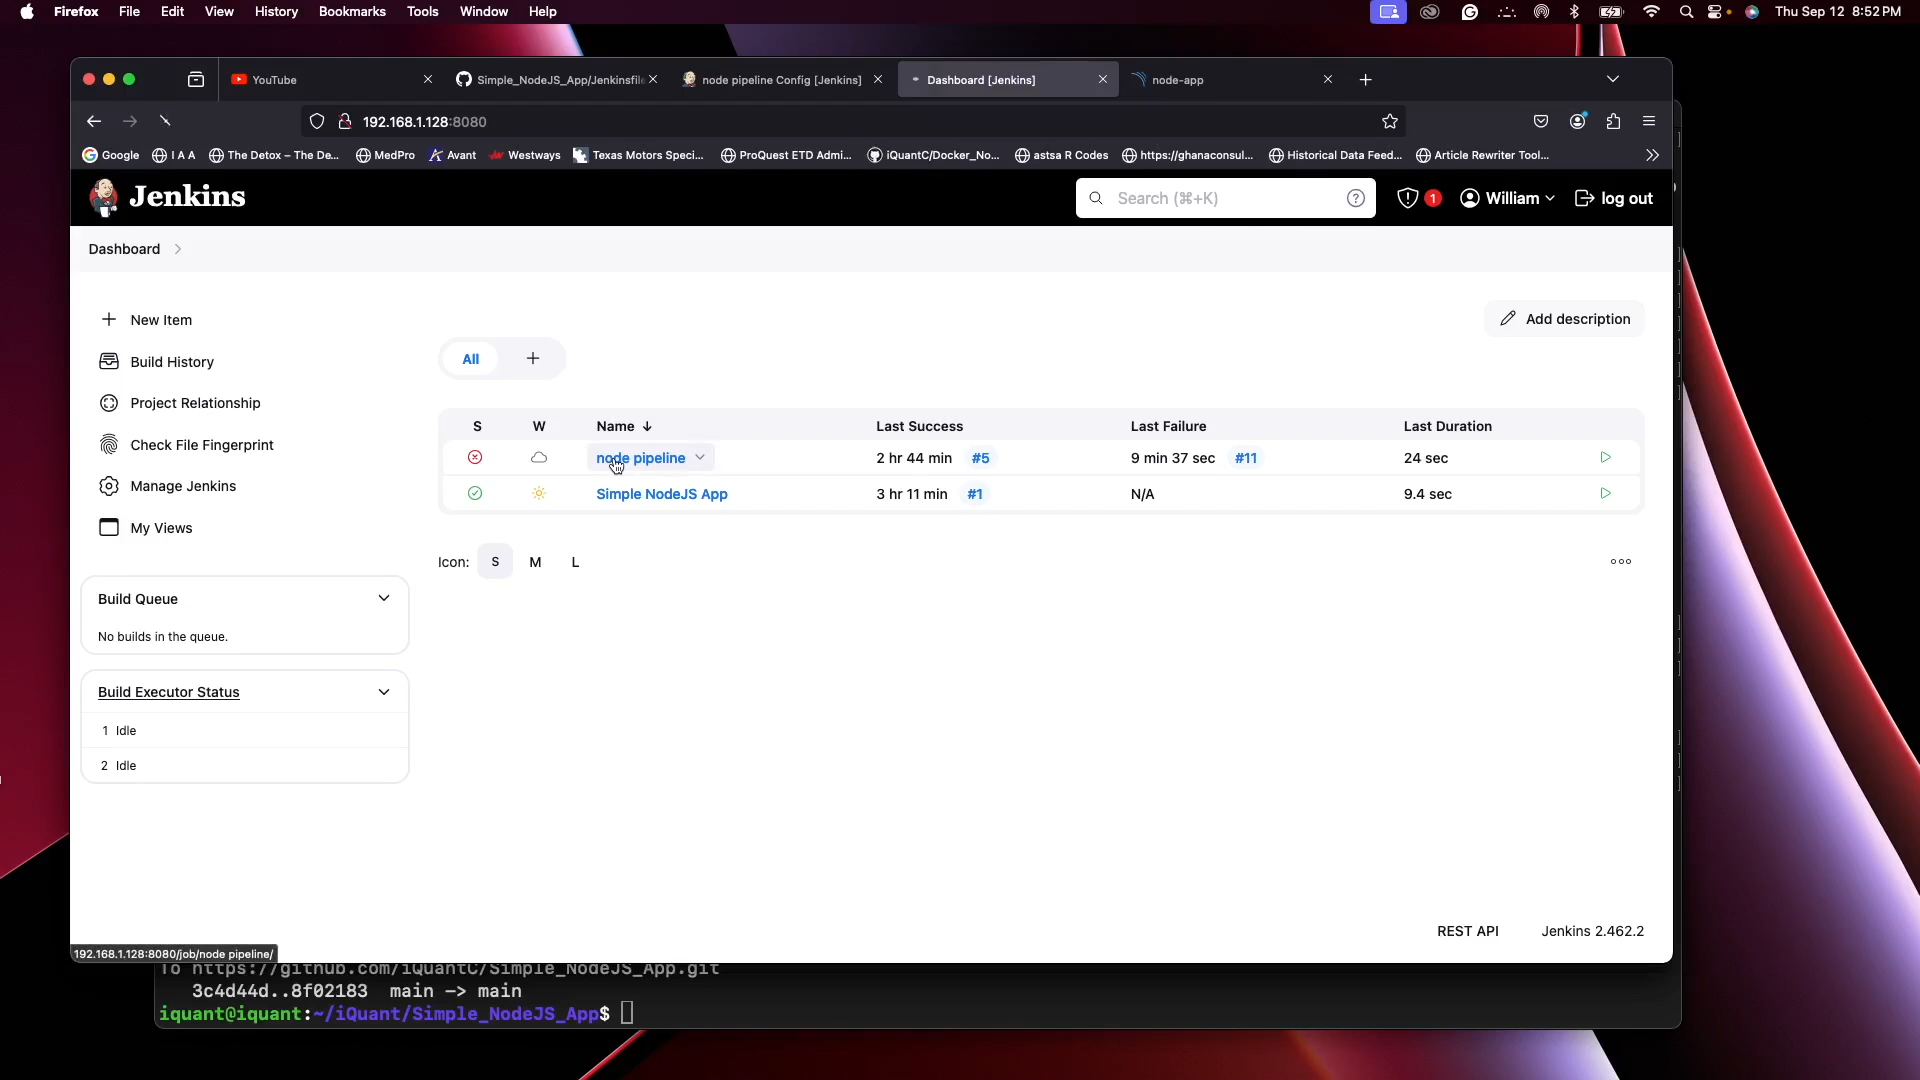 Firefox File Edit View History Bookmarks Tools Window Help Thu Sep 12 8:52 PM
YouTube Simple_NodeJS_App/Jenkinsfile node pipeline Config [Jenkins] Dashboard [Jenkins] node-app
192.168.1.128:8080
Google I A A The Detox – The De... MedPro Avant Westways Texas Motors Speci... ProQuest ETD Admi... iQuantC/Docker_No... astsa R Codes https://ghanaconsul... Historical Data Feed... Article Rewriter Tool...
Jenkins Search (⌘+K) 1 William log out
Dashboard
New Item
Add description
Build History
All +
Project Relationship
Check File Fingerprint
Manage Jenkins
My Views
S W Name ↓ Last Success Last Failure Last Duration
node pipeline 2 hr 44 min #5 9 min 37 sec #11 24 sec
Simple NodeJS App 3 hr 11 min #1 N/A 9.4 sec
Icon: S M L
Build Queue
No builds in the queue.
Build Executor Status
1 Idle
2 Idle
REST API Jenkins 2.462.2
192.168.1.128:8080/job/node pipeline/
To https://github.com/iQuantC/Simple_NodeJS_App.git
3c4d44d..8f02183 main -> main
iquant@iquant:~/iQuant/Simple_NodeJS_App$